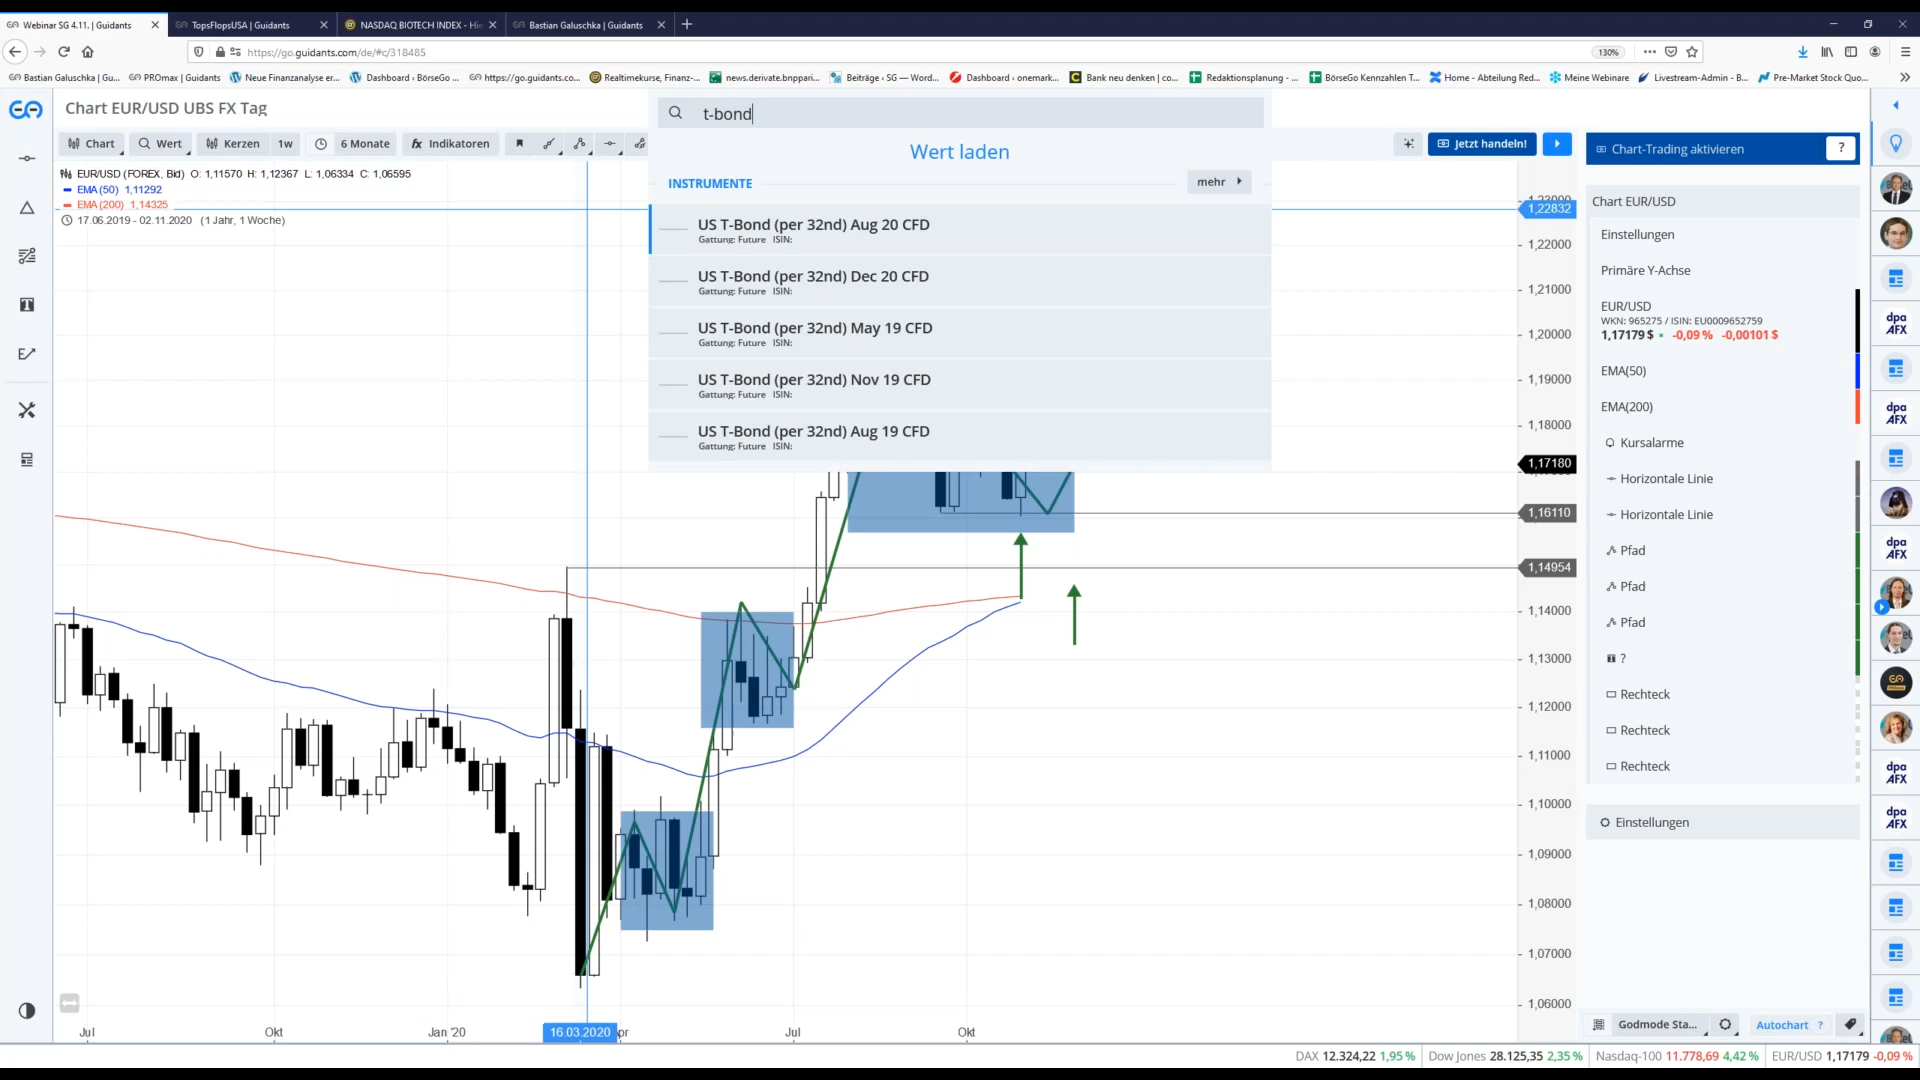 Webinar SG 4.11. | Guidants
TopsFlopsUSA | Guidants
NASDAQ BIOTECH INDEX - Hie
Bastian Galuschka | Guidants
https://go.guidants.com/de/#c/318485
130%
Bastian Galuschka | Gu...
PROmax | Guidants
Neue Finanzanalyse er...
Dashboard ‹ BörseGo ...
https://go.guidants.co...
Realtimekurse, Finanz-...
news.derivate.bnppari...
Beiträge ‹ SG — Word...
Dashboard ‹ onemark...
Bank neu denken | co...
Redaktionsplanung - ...
BörseGo Kennzahlen T...
Home - Abteilung Red...
Meine Webinare
Livestream-Admin - B...
Pre-Market Stock Quo...
Chart EUR/USD UBS FX Tag
t-bond
Chart
Wert
Kerzen
1w
6 Monate
fx Indikatoren
Wert laden
Jetzt handeln!
Chart-Trading aktivieren
?
EUR/USD (FOREX, Bid) O: 1,11570 H: 1,12367 L: 1,06334 C: 1,06595
EMA (50) 1,11292
EMA (200) 1,14325
17.06.2019 - 02.11.2020 (1 Jahr, 1 Woche)
INSTRUMENTE
mehr
US T-Bond (per 32nd) Aug 20 CFD
Gattung: Future ISIN:
US T-Bond (per 32nd) Dec 20 CFD
Gattung: Future ISIN:
US T-Bond (per 32nd) May 19 CFD
Gattung: Future ISIN:
US T-Bond (per 32nd) Nov 19 CFD
Gattung: Future ISIN:
US T-Bond (per 32nd) Aug 19 CFD
Gattung: Future ISIN:
1,22832
1,22000
1,21000
1,20000
1,19000
1,18000
1,17180
1,16110
1,14954
1,14000
1,13000
1,12000
1,11000
1,10000
1,09000
1,08000
1,07000
1,06000
Jul
Okt
Jan '20
16.03.2020
pr
Jul
Okt
Chart EUR/USD
Einstellungen
Primäre Y-Achse
EUR/USD
WKN: 965275 / ISIN: EU0009652759
1,17179 $ -0,09 % -0,00101 $
EMA(50)
EMA(200)
Kursalarme
Horizontale Linie
Horizontale Linie
Pfad
Pfad
Pfad
?
Rechteck
Rechteck
Rechteck
Einstellungen
Godmode Sta...
Autochart ?
dpa
AFX
dpa
AFX
dpa
AFX
dpa
AFX
dpa
AFX
DAX 12.324,22 1,95 %
Dow Jones 28.125,35 2,35 %
Nasdaq-100 11.778,69 4,42 %
EUR/USD 1,17179 -0,09 %